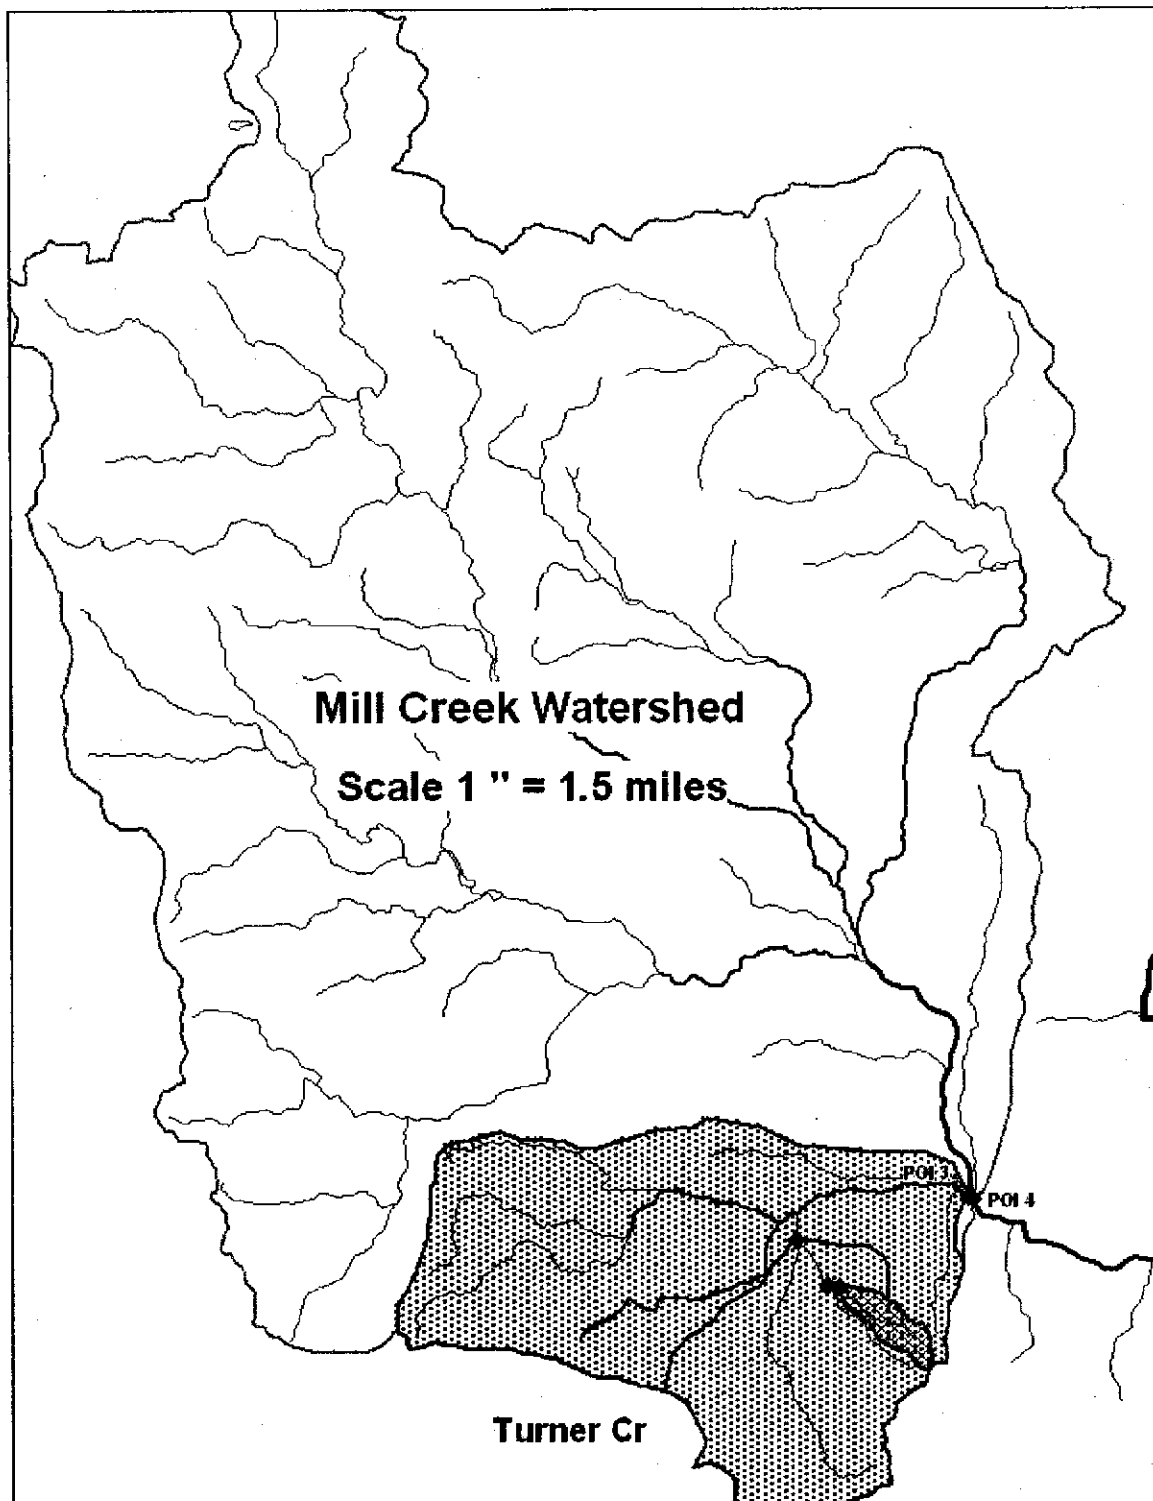 Mill Creek Watershed
Scale 1 " = 1.5 miles
POI 3
POI 4
Turner Cr